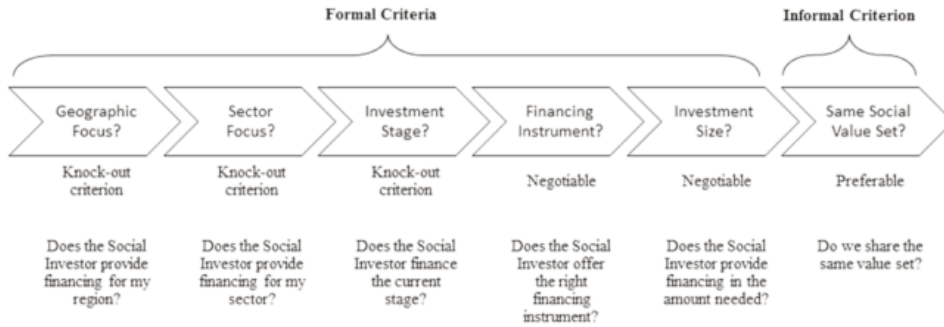 Formal Criteria
Informal Criterion
Geographic
Focus?
Sector
Focus?
Investment
Stage?
Financing
Instrument?
Investment
Size?
Same Social
Value Set?
Knock-out
criterion
Knock-out
criterion
Knock-out
criterion
Negotiable
Negotiable
Preferable
Does the Social
Investor provide
financing for my
region?
Does the Social
Investor provide
financing for my
sector?
Does the Social
Investor finance
the current
stage?
Does the Social
Investor offer
the right
financing
instrument?
Does the Social
Investor provide
financing in the
amount needed?
Do we share the
same value set?